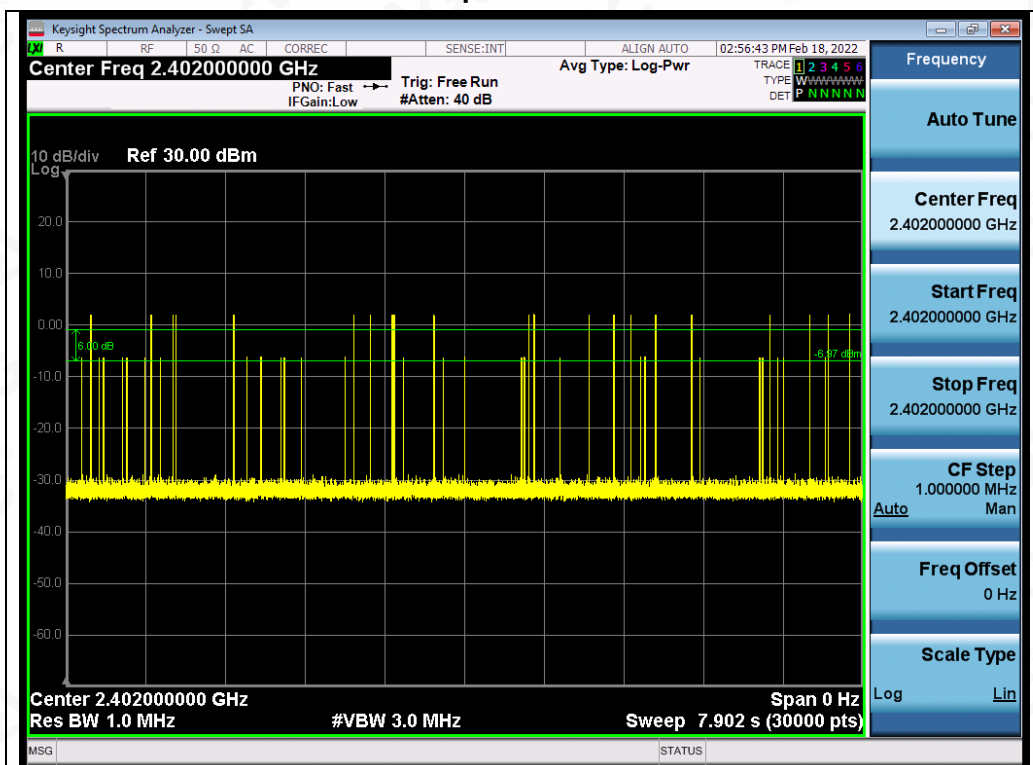 Keysight Spectrum Analyzer - Swept SA
LXI R RF 50 Ω AC CORREC SENSE:INT ALIGN AUTO 02:56:43 PM Feb 18, 2022
Center Freq 2.402000000 GHz Avg Type: Log-Pwr TRACE 1 2 3 4 5 6
PNO: Fast Trig: Free Run TYPE WWWWWW
IFGain:Low #Atten: 40 dB DET P N N N N N
10 dB/div Ref 30.00 dBm
Log
20.0
10.0
0.00
6.00 dB
-6.97 dBm
-10.0
-20.0
-30.0
-40.0
-50.0
-60.0
Center 2.402000000 GHz Span 0 Hz
Res BW 1.0 MHz #VBW 3.0 MHz Sweep 7.902 s (30000 pts)
MSG STATUS
Frequency
Auto Tune
Center Freq
2.402000000 GHz
Start Freq
2.402000000 GHz
Stop Freq
2.402000000 GHz
CF Step
1.000000 MHz
Auto Man
Freq Offset
0 Hz
Scale Type
Log Lin